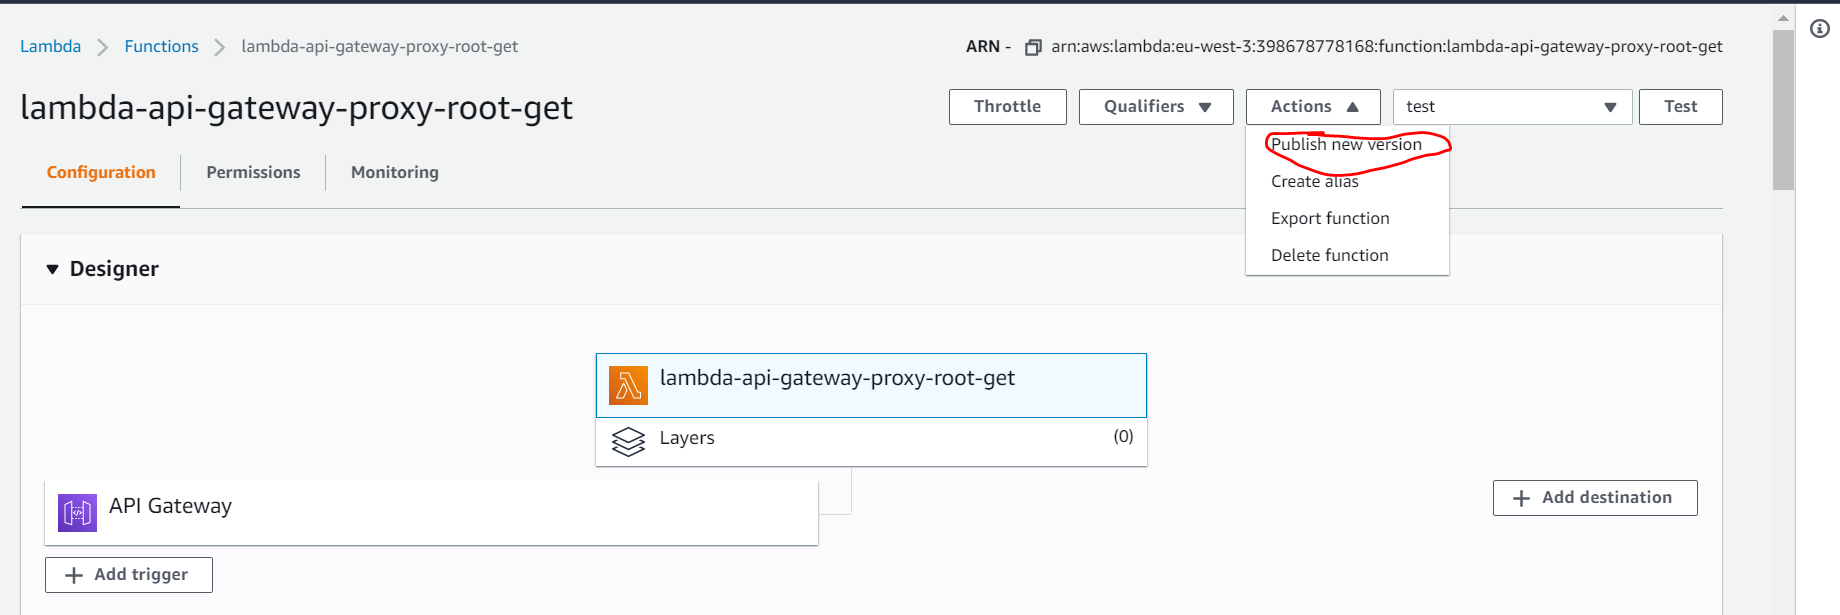 Lambda > Functions > lambda-api-gateway-proxy-root-get
ARN - arn:aws:lambda:eu-west-3:398678778168:function:lambda-api-gateway-proxy-root-get
lambda-api-gateway-proxy-root-get
Throttle
Qualifiers
Actions
test
Test
Publish new version
Create alias
Export function
Delete function
Configuration
Permissions
Monitoring
Designer
lambda-api-gateway-proxy-root-get
Layers
(0)
API Gateway
+ Add destination
+ Add trigger